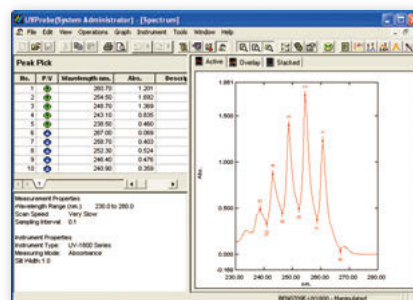 UVProbe(System Administrator) - [Spectrum]
File Edit View Operations Graph Instrument Tools Window Help
Peak Pick
No. P/V Wavelength nm. Abs. Descrip
1 260.70 1.201
2 254.50 1.692
3 248.70 1.369
4 243.10 0.835
5 238.50 0.460
6 267.00 0.069
7 258.70 0.403
8 252.30 0.524
9 246.40 0.476
10 240.90 0.359
Measurement Properties
Wavelength Range (nm.) 230.0 to 280.0
Scan Speed Very Slow
Sampling Interval 0.1
Instrument Properties
Instrument Type: UV-1800 Series
Measuring Mode: Absorbance
Slit Width: 1.0
Active Overlay Stacked
Abs.
1.500
1.000
0.500
0.000
230.00 240.00 250.00 260.00 270.00 280.00
nm.